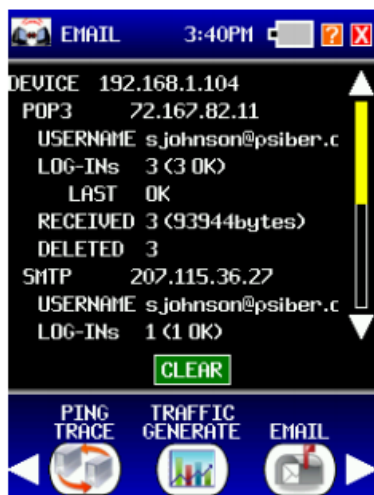 EMAIL 3:40PM ? X
DEVICE 192.168.1.104
POP3 72.167.82.11
USERNAME sjohnson@psiber.c
LOG-INs 3 (3 OK)
LAST OK
RECEIVED 3 (93944bytes)
DELETED 3
SMTP 207.115.36.27
USERNAME sjohnson@psiber.c
LOG-INs 1 (1 OK)
CLEAR
PING TRACE
TRAFFIC GENERATE
EMAIL